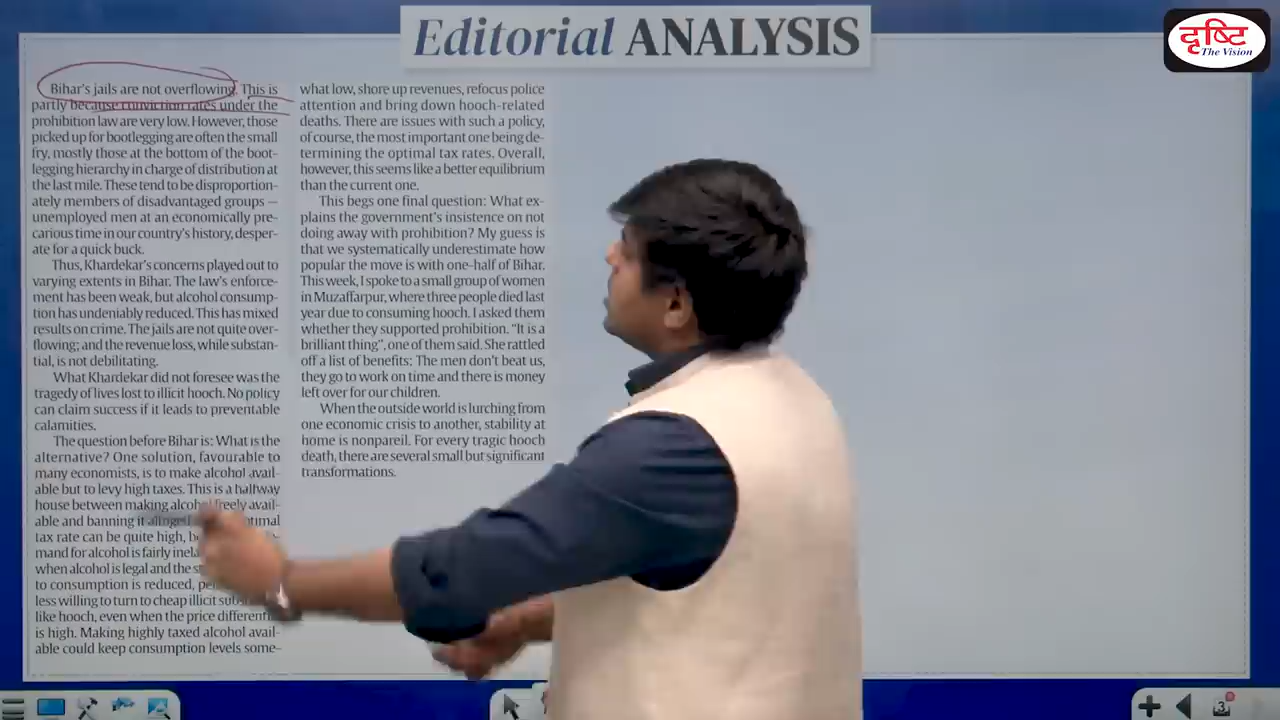 Editorial ANALYSIS
दृष्टि
The Vision
Bihar's jails are not overflowing. This is
partly because conviction rates under the
prohibition law are very low. However, those
picked up for bootlegging are often the small
fry, mostly those at the bottom of the boot-
legging hierarchy in charge of distribution at
the last mile. These tend to be disproportion-
ately members of disadvantaged groups —
unemployed men at an economically pre-
carious time in our country's history, desper-
ate for a quick buck.
Thus, Khardekar's concerns played out to
varying extents in Bihar. The law's enforce-
ment has been weak, but alcohol consump-
tion has undeniably reduced. This has mixed
results on crime. The jails are not quite over-
flowing; and the revenue loss, while substan-
tial, is not debilitating.
What Khardekar did not foresee was the
tragedy of lives lost to illicit hooch. No policy
can claim success if it leads to preventable
calamities.
The question before Bihar is: What is the
alternative? One solution, favourable to
many economists, is to make alcohol avail-
able but to levy high taxes. This is a halfway
house between making alcohol freely avail-
able and banning it
tax rate can be quite high,
mand for alcohol is fairly
when alcohol is legal and the
to consumption is reduced,
less willing to turn to cheap illicit
like hooch, even when the price
is high. Making highly taxed alcohol avail-
able could keep consumption levels some-
what low, shore up revenues, refocus police
attention and bring down hooch-related
deaths. There are issues with such a policy,
of course, the most important one being de-
termining the optimal tax rates. Overall,
however, this seems like a better equilibrium
than the current one.
This begs one final question: What ex-
plains the government's insistence on not
doing away with prohibition? My guess is
that we systematically underestimate how
popular the move is with one-half of Bihar.
This week, I spoke to a small group of women
in Muzaffarpur, where three people died last
year due to consuming hooch. I asked them
whether they supported prohibition. "It is a
brilliant thing", one of them said. She rattled
off a list of benefits: The men don't beat us,
they go to work on time and there is money
left over for our children.
When the outside world is lurching from
one economic crisis to another, stability at
home is nonpareil. For every tragic hooch
death, there are several small but significant
transformations.
3